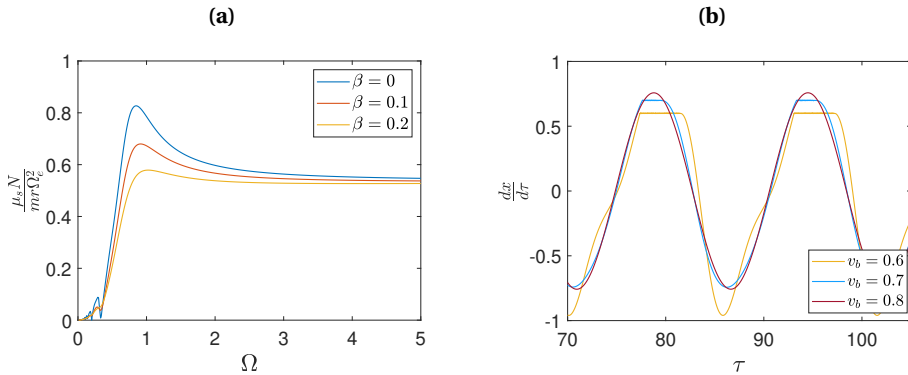 (a)
μ_s N / m r Ω_e^2
1
0.8
0.6
0.4
0.2
0
0 1 2 3 4 5
Ω
β = 0
β = 0.1
β = 0.2
(b)
dx / dτ
1
0.5
0
-0.5
-1
70 80 90 100
τ
v_b = 0.6
v_b = 0.7
v_b = 0.8